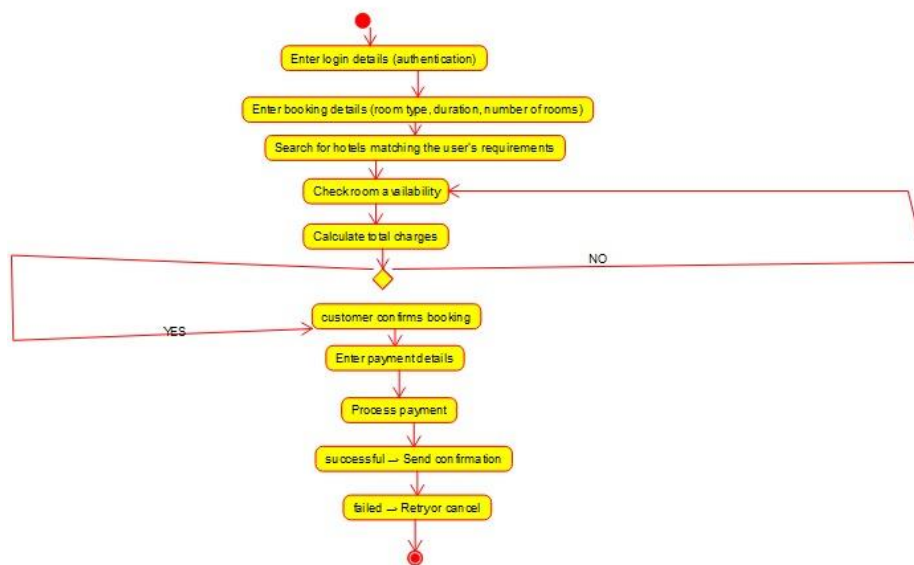 Enter login details (authentication)
Enter booking details (room type, duration, number of rooms)
Search for hotels matching the user's requirements
Check room availability
Calculate total charges
NO
customer confirms booking
YES
Enter payment details
Process payment
successful → Send confirmation
failed → Retry or cancel